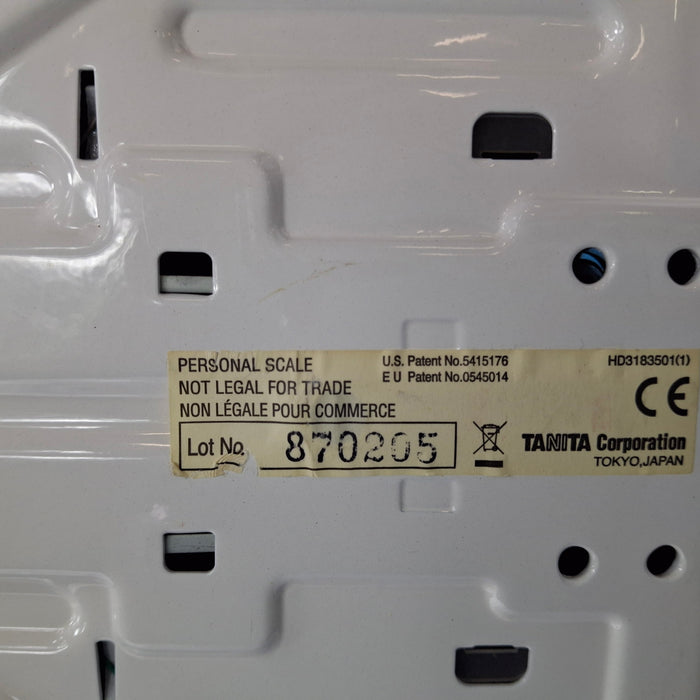 PERSONAL SCALE
NOT LEGAL FOR TRADE
NON LÉGALE POUR COMMERCE
U.S. Patent No.5415176
E U Patent No.0545014
HD3183501(1)
CE
Lot No. 870205
TANITA Corporation
TOKYO,JAPAN